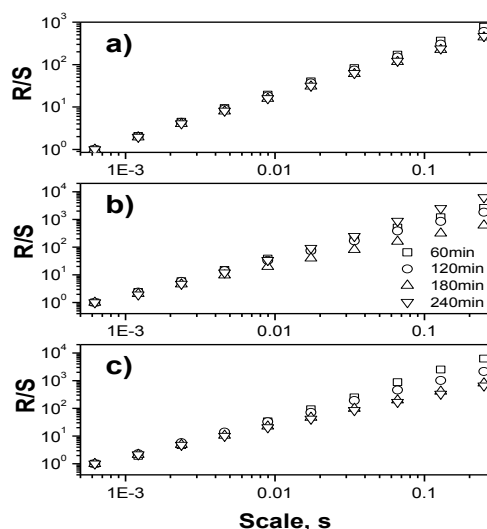 a)
R/S
10³
10²
10¹
10⁰
1E-3 0.01 0.1
b)
R/S
10⁴
10³
10²
10¹
10⁰
60min
120min
180min
240min
1E-3 0.01 0.1
c)
R/S
10⁴
10³
10²
10¹
10⁰
1E-3 0.01 0.1
Scale, s